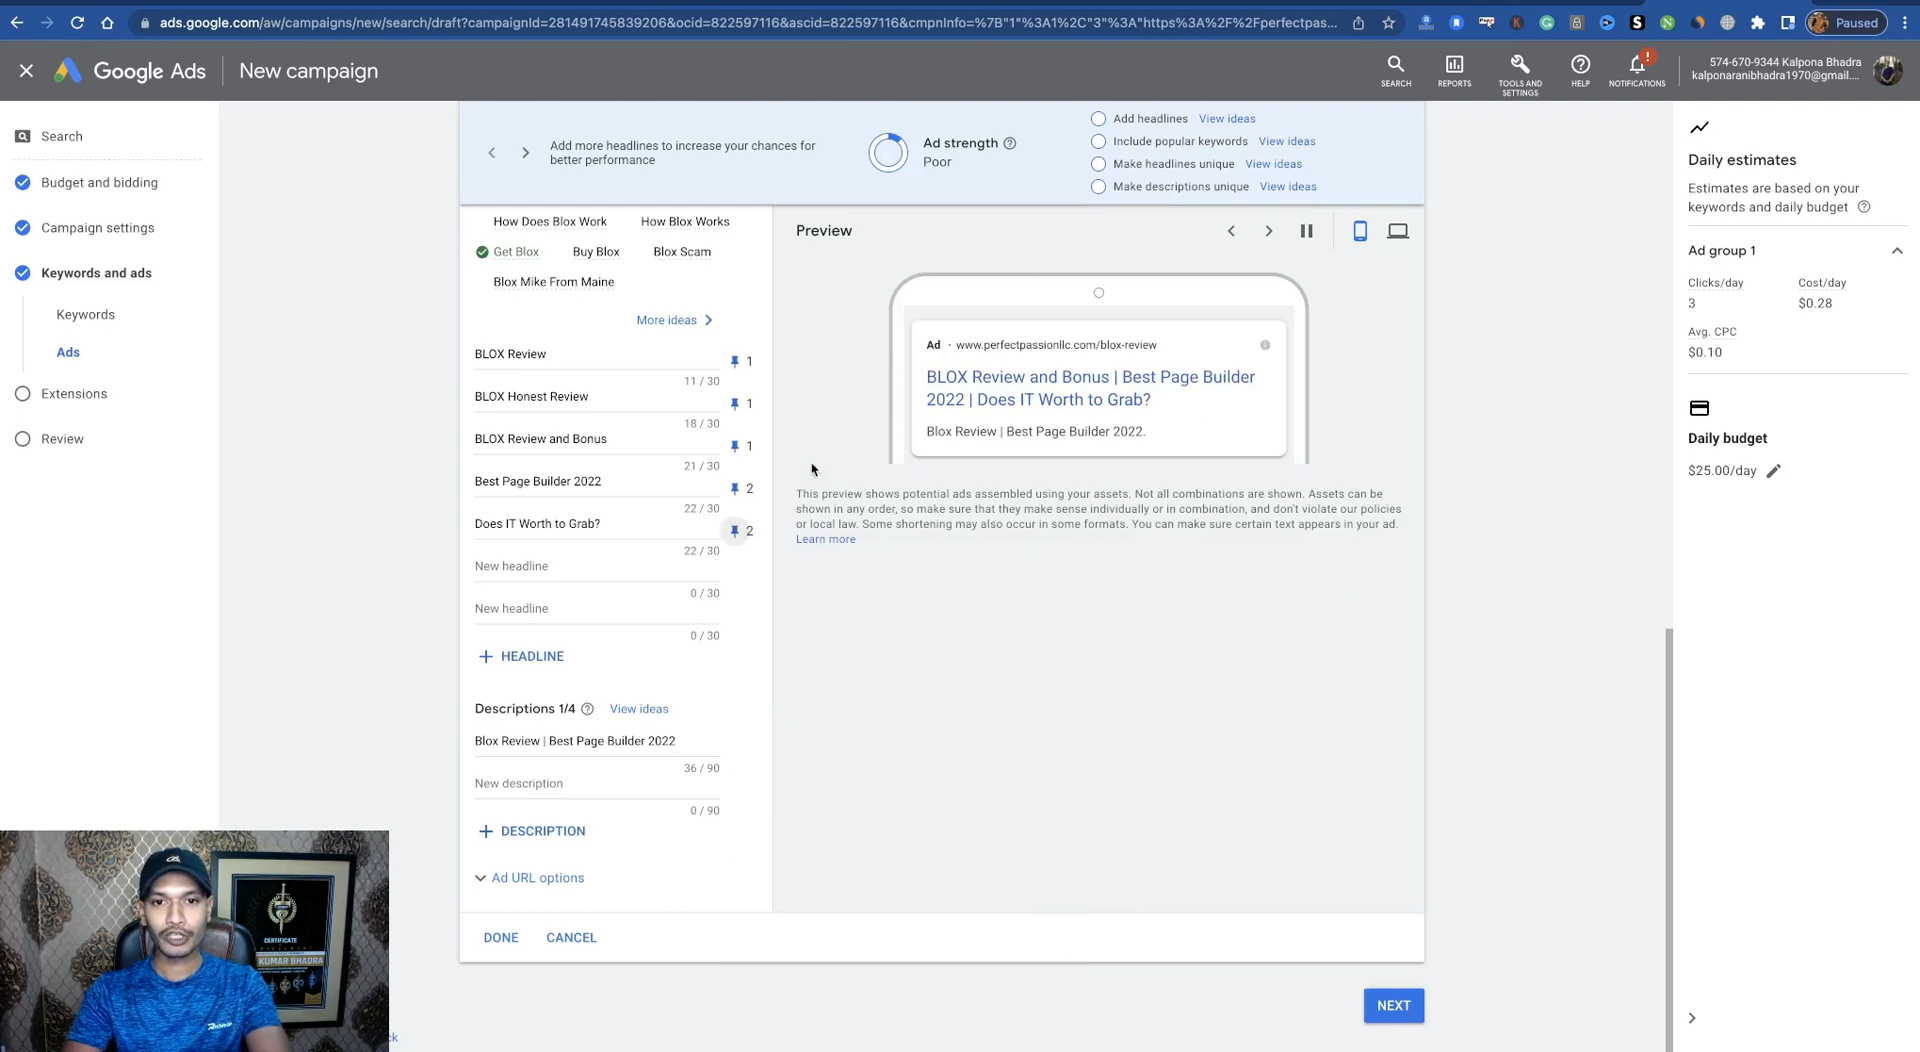 ads.google.com/aw/campaigns/new/search/draft?campaignId=281491745839206&ocid=822597116&ascid=822597116&cmpnInfo=%7B"1"%3A1%2C"3"%3A"https%3A%2F%2Fperfectpas...
Paused
Google Ads
New campaign
SEARCH
REPORTS
TOOLS AND
SETTINGS
HELP
NOTIFICATIONS
574-670-9344 Kalpona Bhadra
kalponaranibhadra1970@gmail....
Search
Budget and bidding
Campaign settings
Keywords and ads
Keywords
Ads
Extensions
Review
Add more headlines to increase your chances for
better performance
Ad strength
Poor
Add headlines View ideas
Include popular keywords View ideas
Make headlines unique View ideas
Make descriptions unique View ideas
How Does Blox Work How Blox Works
Get Blox Buy Blox Blox Scam
Blox Mike From Maine
More ideas
BLOX Review
1
11 / 30
BLOX Honest Review
1
18 / 30
BLOX Review and Bonus
1
21 / 30
Best Page Builder 2022
2
22 / 30
Does IT Worth to Grab?
2
22 / 30
New headline
0 / 30
New headline
0 / 30
HEADLINE
Descriptions 1/4 View ideas
Blox Review | Best Page Builder 2022
36 / 90
New description
0 / 90
DESCRIPTION
Ad URL options
DONE CANCEL
NEXT
Preview
Ad · www.perfectpassionllc.com/blox-review
BLOX Review and Bonus | Best Page Builder
2022 | Does IT Worth to Grab?
Blox Review | Best Page Builder 2022.
This preview shows potential ads assembled using your assets. Not all combinations are shown. Assets can be
shown in any order, so make sure that they make sense individually or in combination, and don't violate our policies
or local law. Some shortening may also occur in some formats. You can make sure certain text appears in your ad.
Learn more
Daily estimates
Estimates are based on your
keywords and daily budget
Ad group 1
Clicks/day Cost/day
3 $0.28
Avg. CPC
$0.10
Daily budget
$25.00/day
CERTIFICATE
KUMAR BHADRA